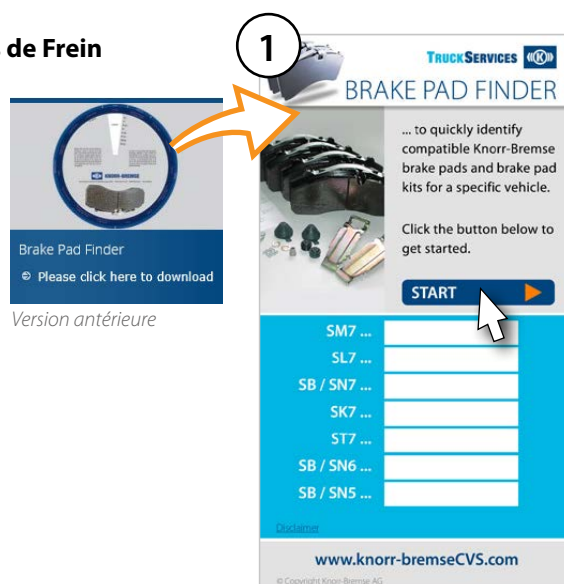 de Frein
1
TRUCKSERVICES
BRAKE PAD FINDER
KNORR-BREMSE
Brake Pad Finder
Please click here to download
Version antérieure
... to quickly identify
compatible Knorr-Bremse
brake pads and brake pad
kits for a specific vehicle.
Click the button below to
get started.
START
SM7 ...
SL7 ...
SB / SN7 ...
SK7 ...
ST7 ...
SB / SN6 ...
SB / SN5 ...
Disclaimer
www.knorr-bremseCVS.com
© Copyright Knorr-Bremse AG